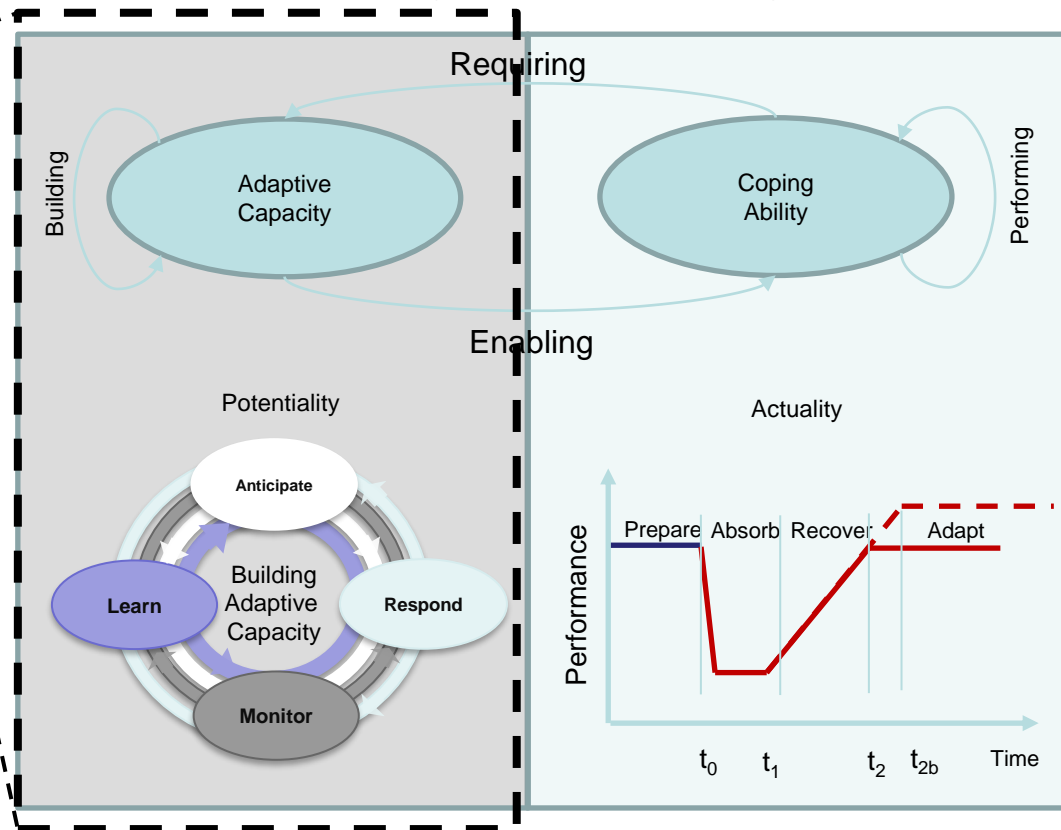 Requiring
Building
Adaptive
Capacity
Coping
Ability
Performing
Enabling
Potentiality
Actuality
Anticipate
Learn
Building
Adaptive
Capacity
Respond
Monitor
Performance
Prepare
Absorb
Recover
Adapt
t0
t1
t2
t2b
Time